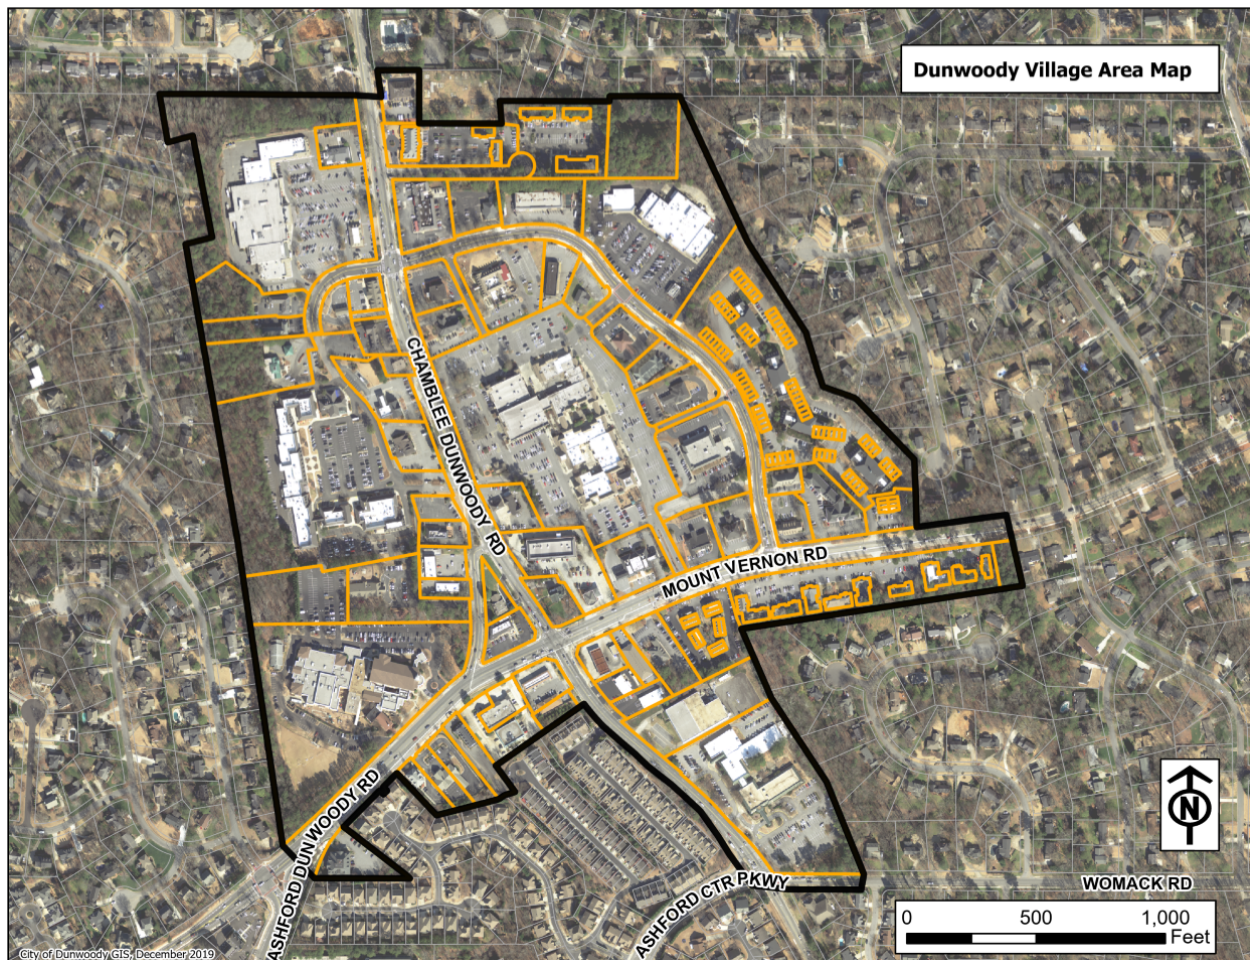 Dunwoody Village Area Map
CHAMBLEE DUNWOODY RD
MOUNT VERNON RD
ASHFORD DUNWOODY RD
ASHFORD CTR PKWY
WOMACK RD
N
0 500 1,000
Feet
City of Dunwoody GIS, December 2019